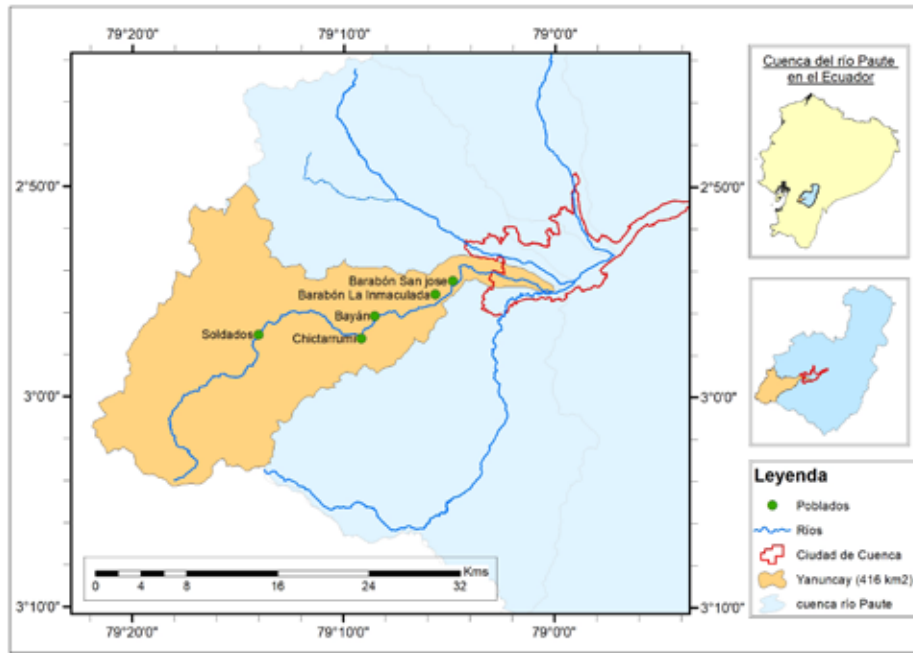 79°20'0"
79°10'0"
79°0'0"
2°50'0"
2°50'0"
Barabón San jose
Barabón La Inmaculada
Bayán
Soldados
Chictarrumi
3°0'0"
3°0'0"
Kms
0 4 8 16 24 32
3°10'0"
3°10'0"
79°20'0"
79°10'0"
79°0'0"
Cuenca del río Paute
en el Ecuador
Leyenda
Poblados
Ríos
Ciudad de Cuenca
Yanuncay (416 km2)
cuenca río Paute